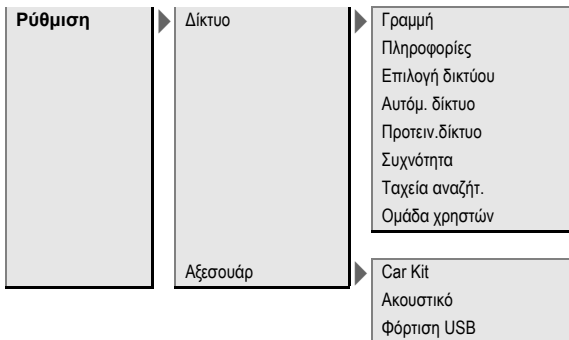 Ρύθμιση
Δίκτυο
Γραμμή
Πληροφορίες
Επιλογή δικτύου
Αυτόμ. δίκτυο
Προτειν.δίκτυο
Συχνότητα
Ταχεία αναζήτ.
Ομάδα χρηστών
Αξεσουάρ
Car Kit
Ακουστικό
Φόρτιση USB